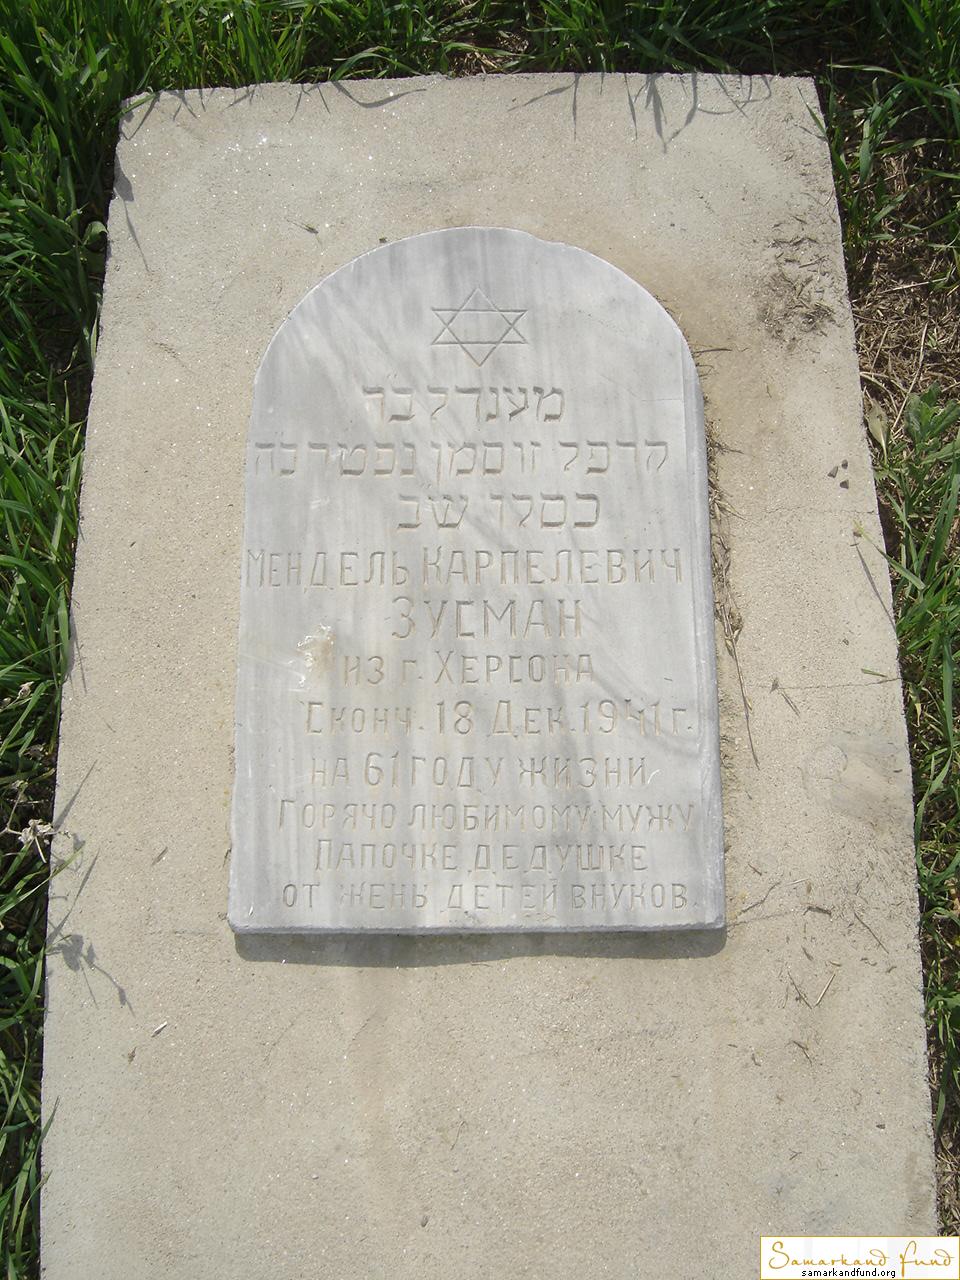 מענדל בר
קרפל זוסמן נפטר כה
כסלו שב
МЕНДЕЛЬ КАРПЕЛЕВИЧ
ЗУСМАН
ИЗ г. ХЕРСОНА
СКОНЧ. 18 ДЕК. 1941 г.
НА 61 ГОДУ ЖИЗНИ
ГОРЯЧО ЛЮБИМОМУ МУЖУ
ПАПОЧКЕ ДЕДУШКЕ
ОТ ЖЕНЫ ДЕТЕЙ ВНУКОВ.
Samarkand fund
samarkandfund.org